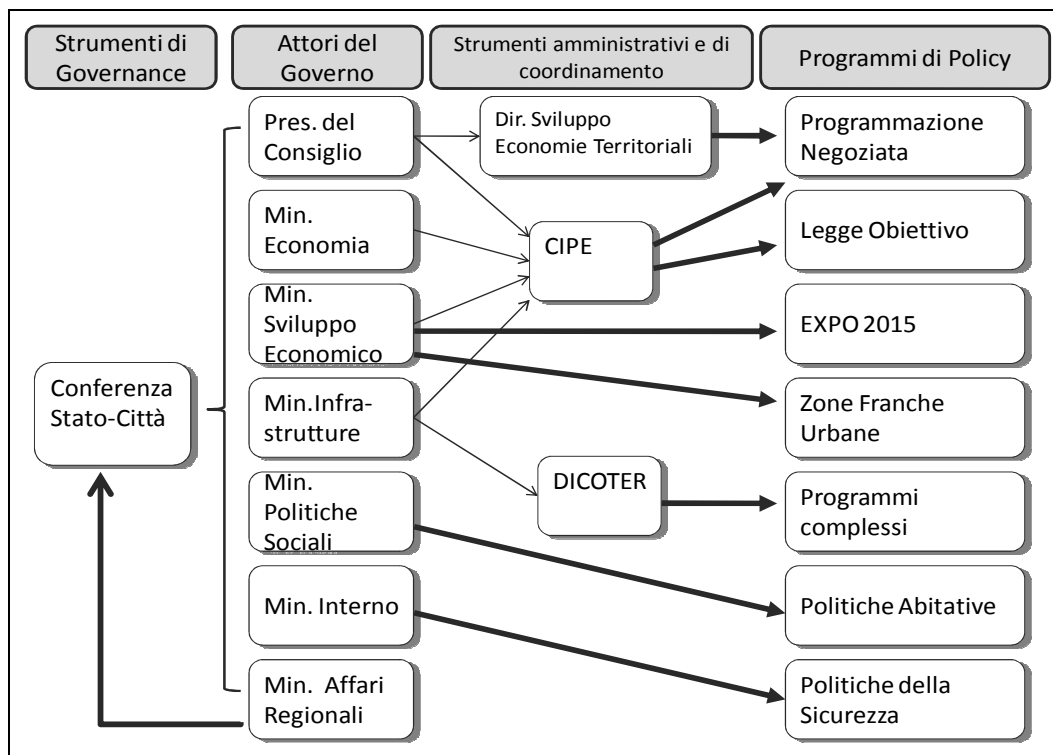 Strumenti di
Governance
Attori del
Governo
Strumenti amministrativi e di
coordinamento
Programmi di Policy
Pres. del
Consiglio
Dir. Sviluppo
Economie Territoriali
Programmazione
Negoziata
Min.
Economia
CIPE
Legge Obiettivo
Min.
Sviluppo
Economico
EXPO 2015
Conferenza
Stato-Città
Min.Infra-
strutture
Zone Franche
Urbane
Min.
Politiche
Sociali
DICOTER
Programmi
complessi
Min. Interno
Politiche Abitative
Min. Affari
Regionali
Politiche della
Sicurezza